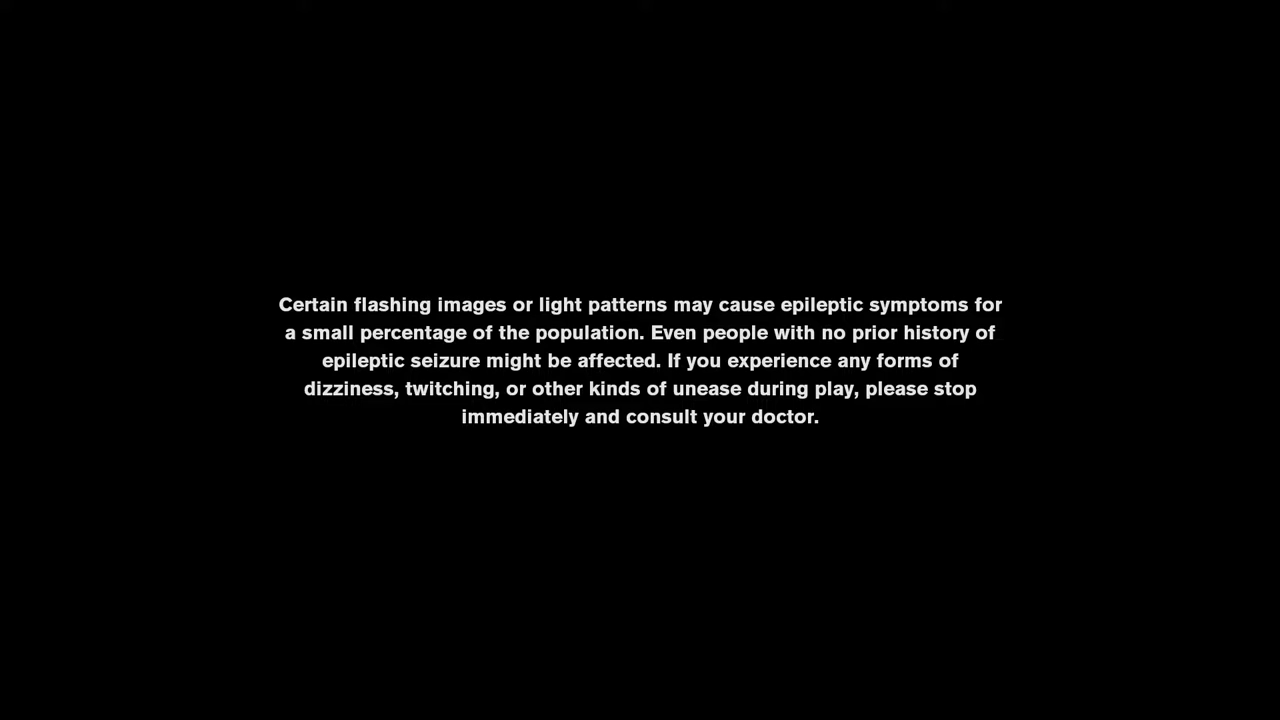 Certain flashing images or light patterns may cause epileptic symptoms for
a small percentage of the population. Even people with no prior history of
epileptic seizure might be affected. If you experience any forms of
dizziness, twitching, or other kinds of unease during play, please stop
immediately and consult your doctor.